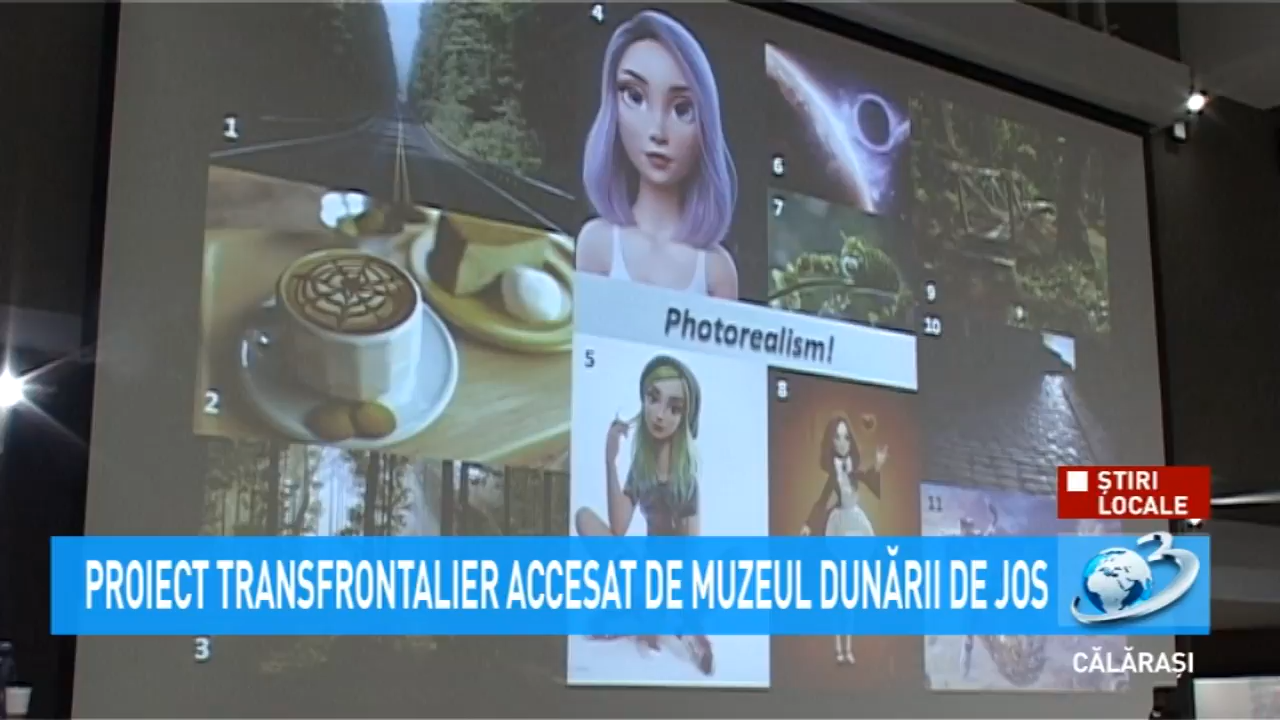 4
1
6
7
Photorealism!
9
10
5
8
2
11
ȘTIRI
LOCALE
PROIECT TRANSFRONTALIER ACCESAT DE MUZEUL DUNĂRII DE JOS
3
3
CĂLĂRAȘI